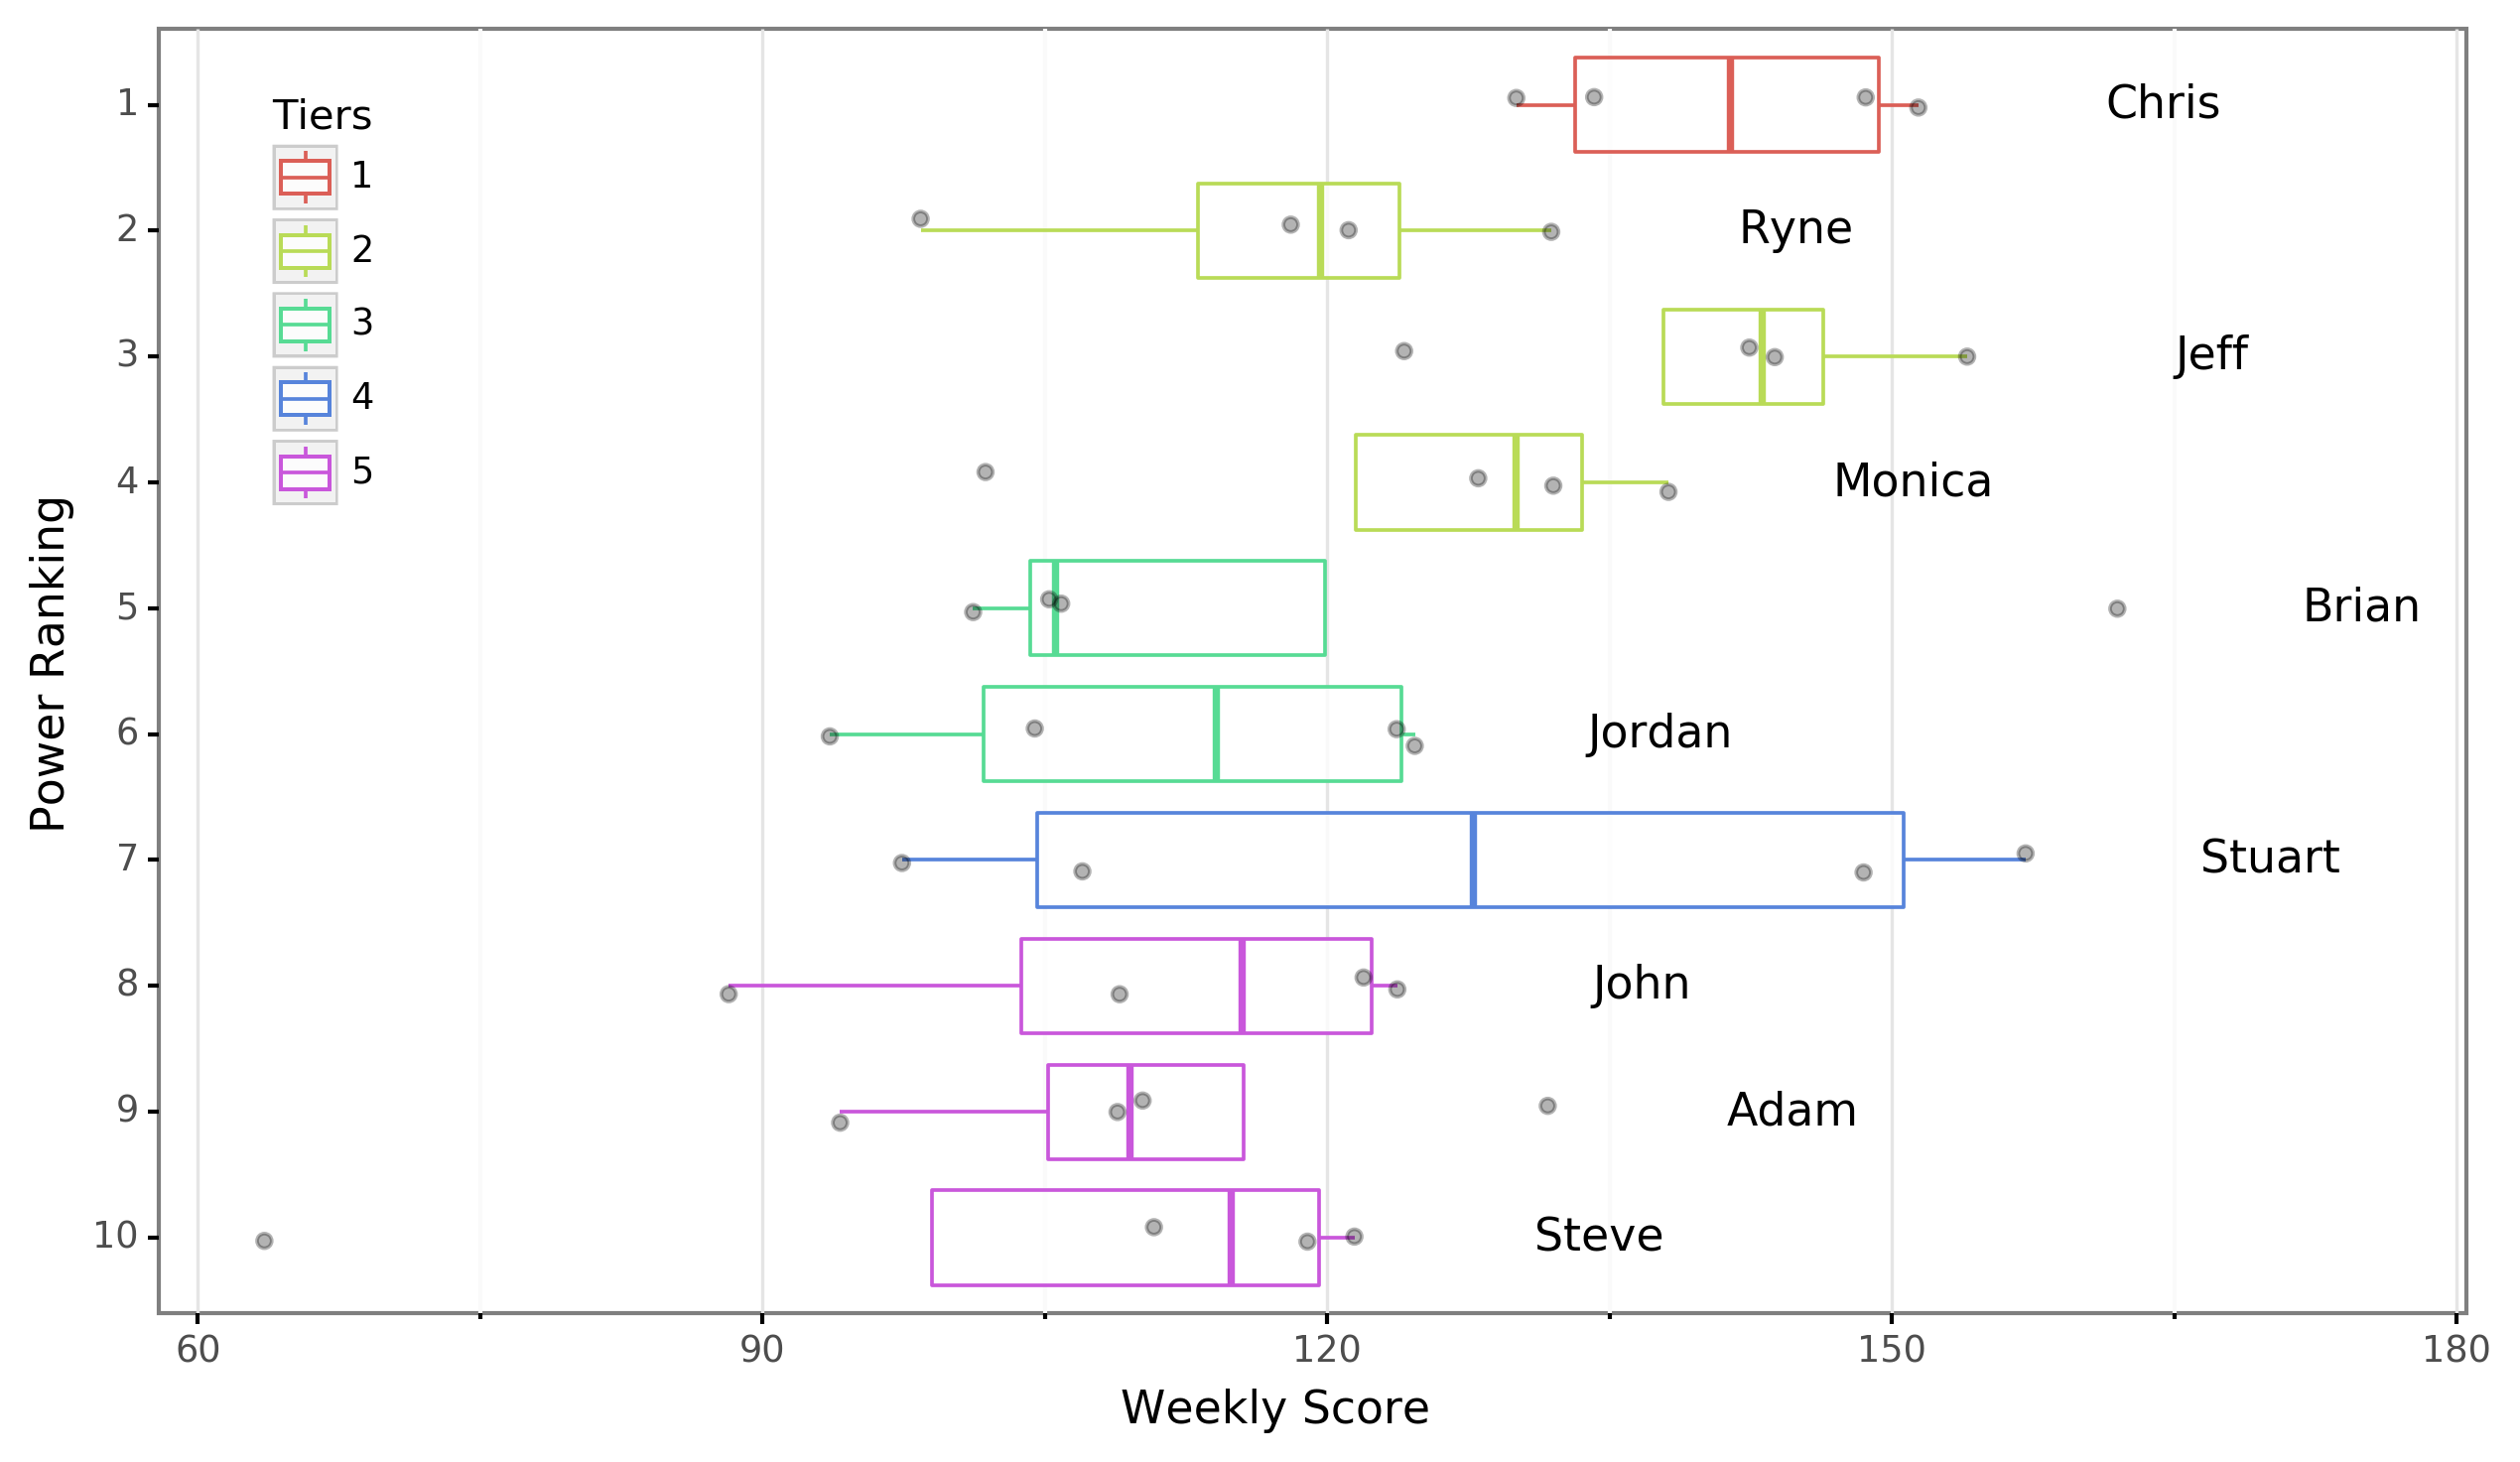 Tiers
1
2
3
4
5
Power Ranking
1
2
3
4
5
6
7
8
9
10
Chris
Ryne
Jeff
Monica
Brian
Jordan
Stuart
John
Adam
Steve
60 90 120 150 180
Weekly Score